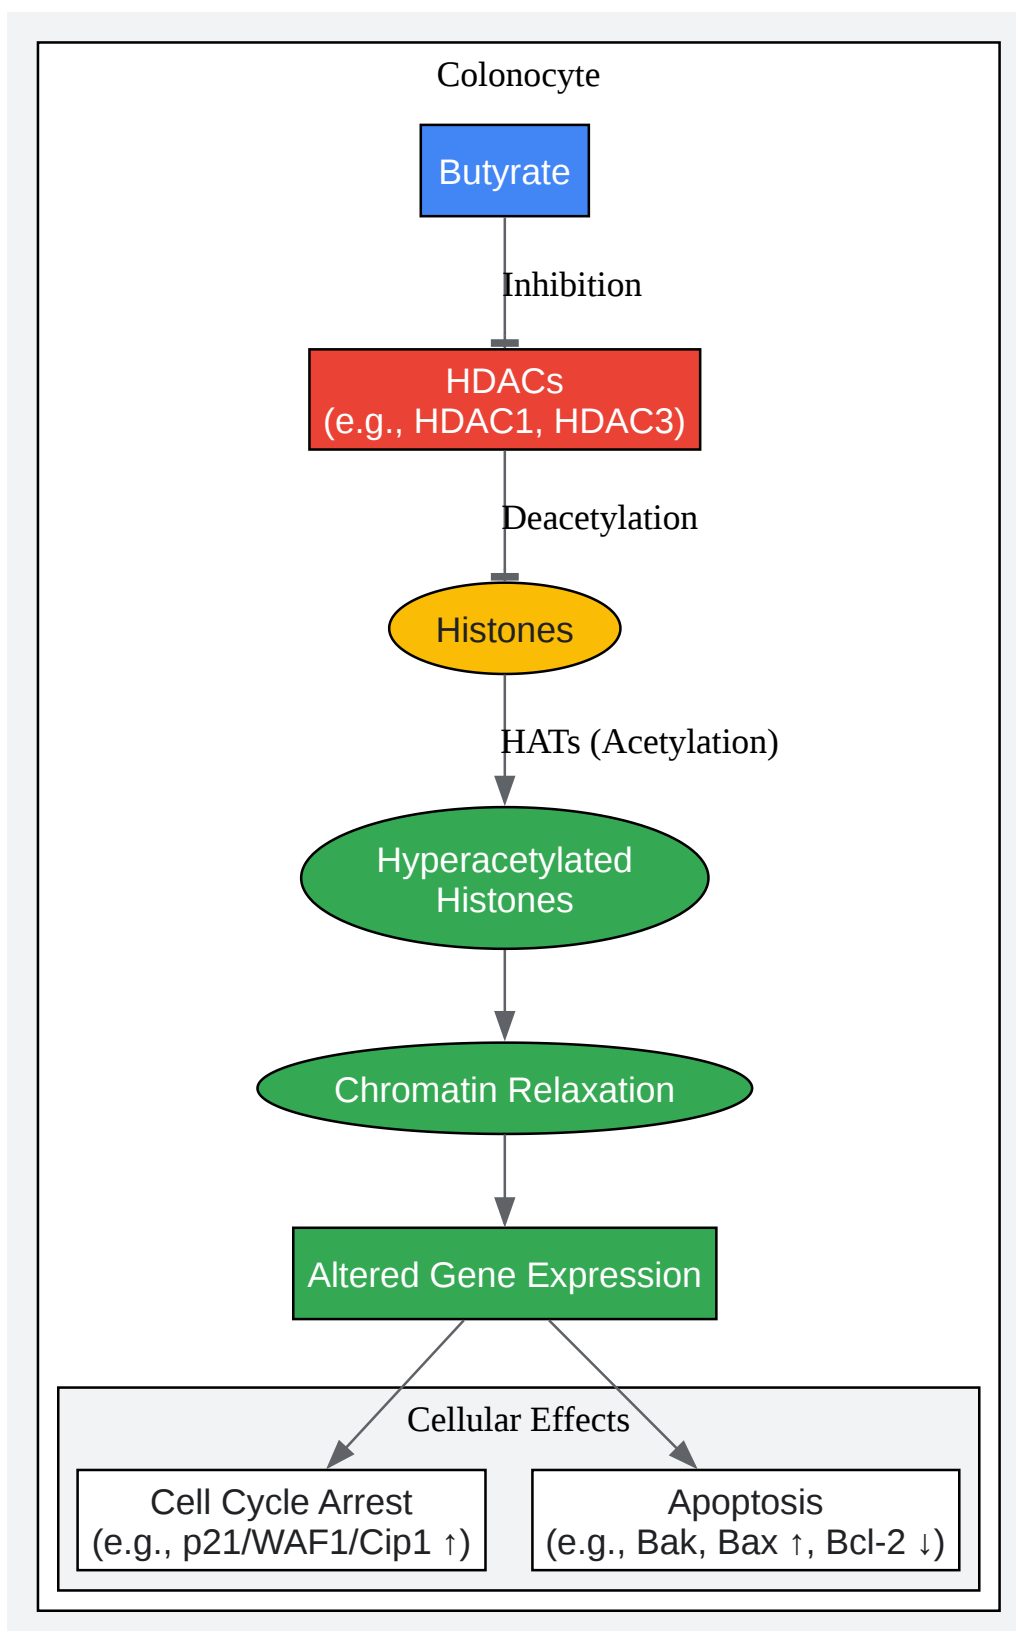 Colonocyte
Butyrate
Inhibition
HDACs
(e.g., HDAC1, HDAC3)
Deacetylation
Histones
HATs (Acetylation)
Hyperacetylated
Histones
Chromatin Relaxation
Altered Gene Expression
Cellular Effects
Cell Cycle Arrest
(e.g., p21/WAF1/Cip1 ↑)
Apoptosis
(e.g., Bak, Bax ↑, Bcl-2 ↓)